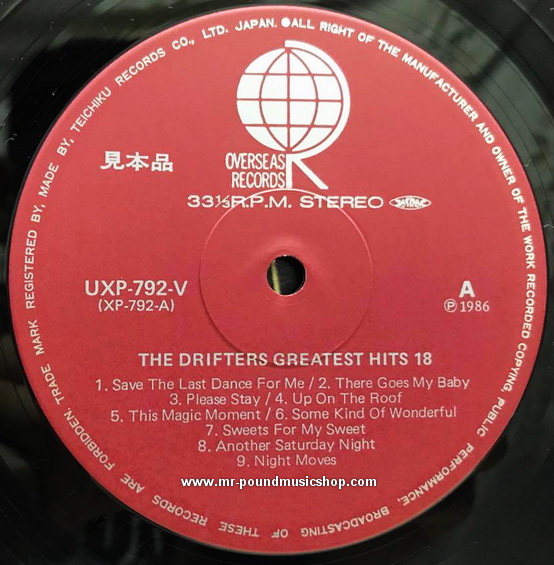 TRADE MARK REGISTERED BY, MADE BY, TEICHIKU RECORDS CO., LTD. JAPAN. ●ALL RIGHT OF THE MANUFACTURER AND OWNER OF THE WORK RECORDED COPYING, PUBLIC PERFORMANCE, BROADCASTING OF THESE RECORDS ARE FORBIDDEN.
見本品
OVERSEAS
RECORDS
33⅓R.P.M. STEREO
UXP-792-V
(XP-792-A)
A
Ⓟ1986
THE DRIFTERS GREATEST HITS 18
1. Save The Last Dance For Me / 2. There Goes My Baby
3. Please Stay / 4. Up On The Roof
5. This Magic Moment / 6. Some Kind Of Wonderful
7. Sweets For My Sweet
8. Another Saturday Night
9. Night Moves
www.mr-poundmusicshop.com